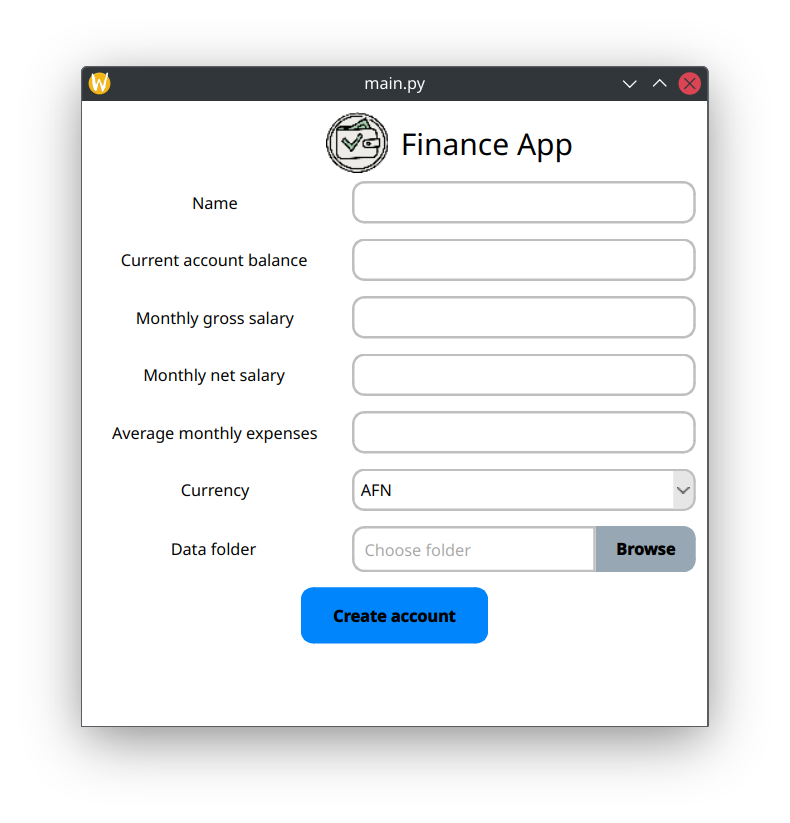 main.py
Finance App
Name
Current account balance
Monthly gross salary
Monthly net salary
Average monthly expenses
Currency AFN
Data folder Choose folder Browse
Create account